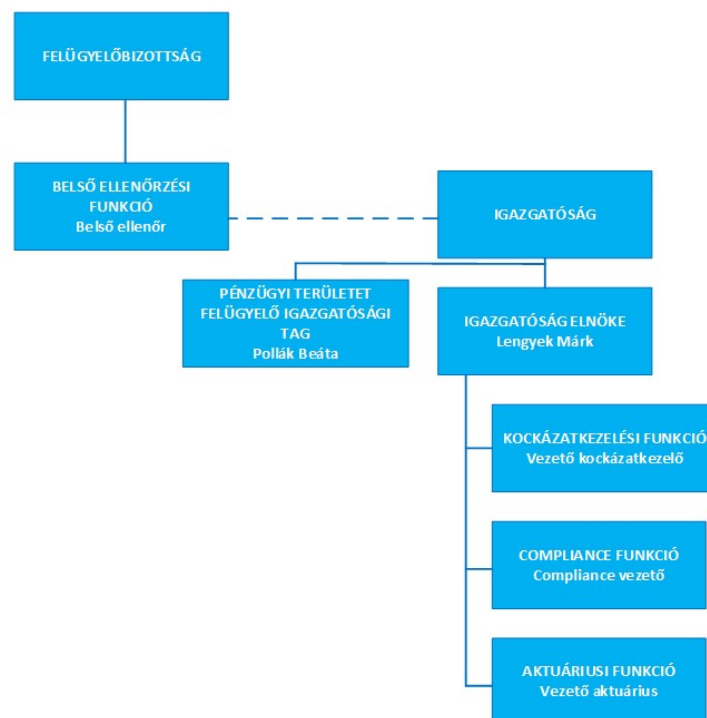 FELÜGYELŐBIZOTTSÁG
BELSŐ ELLENŐRZÉSI
FUNKCIÓ
Belső ellenőr
IGAZGATÓSÁG
PÉNZÜGYI TERÜLETET
FELÜGYELŐ IGAZGATÓSÁGI
TAG
Pollák Beáta
IGAZGATÓSÁG ELNÖKE
Lengyek Márk
KOCKÁZATKEZELÉSI FUNKCIÓ
Vezető kockázatkezelő
COMPLIANCE FUNKCIÓ
Compliance vezető
AKTUÁRIUSI FUNKCIÓ
Vezető aktuárius